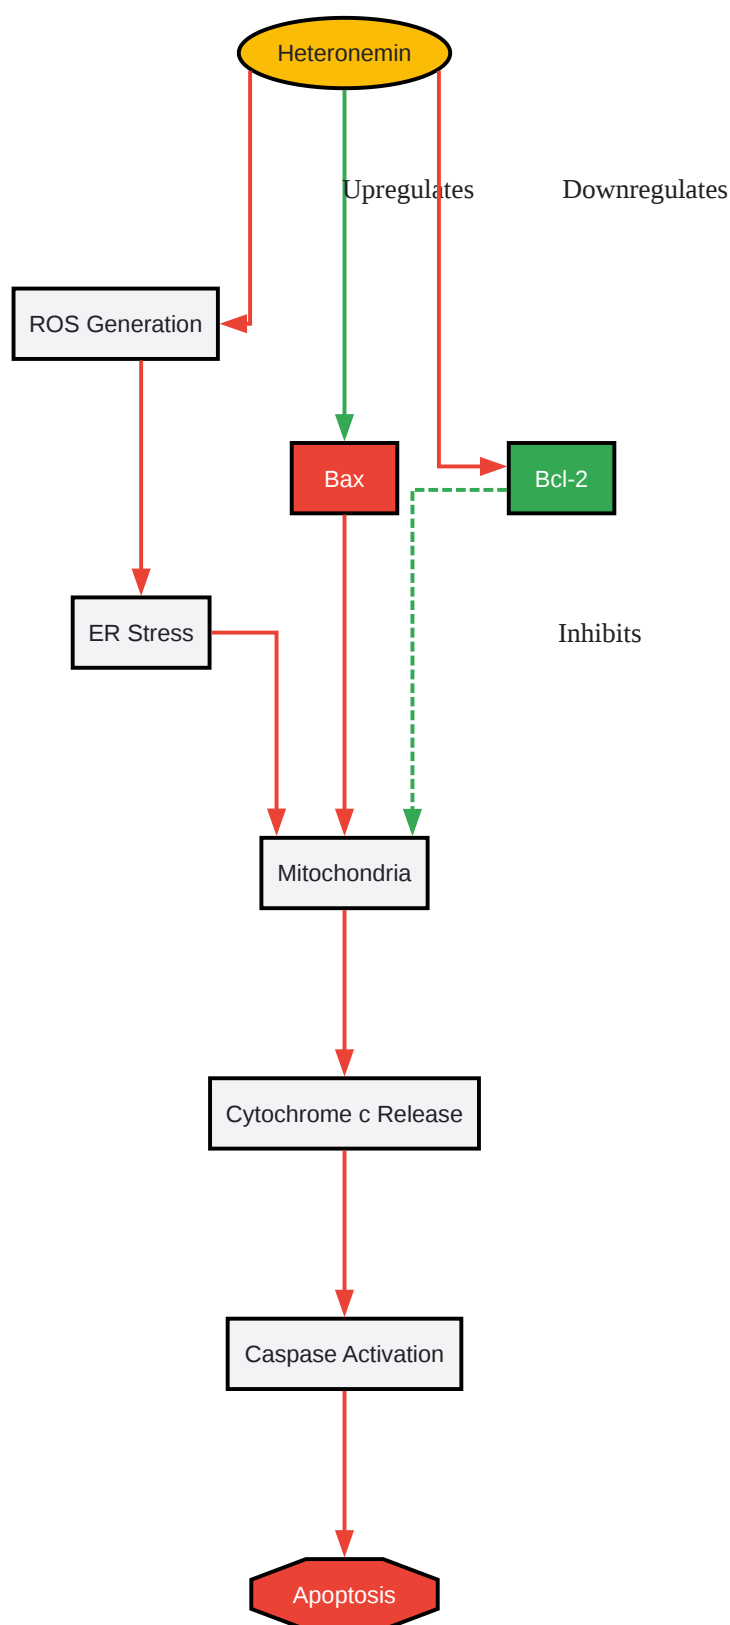 Heteronemin
Upregulates
Downregulates
ROS Generation
Bax
Bcl-2
ER Stress
Inhibits
Mitochondria
Cytochrome c Release
Caspase Activation
Apoptosis